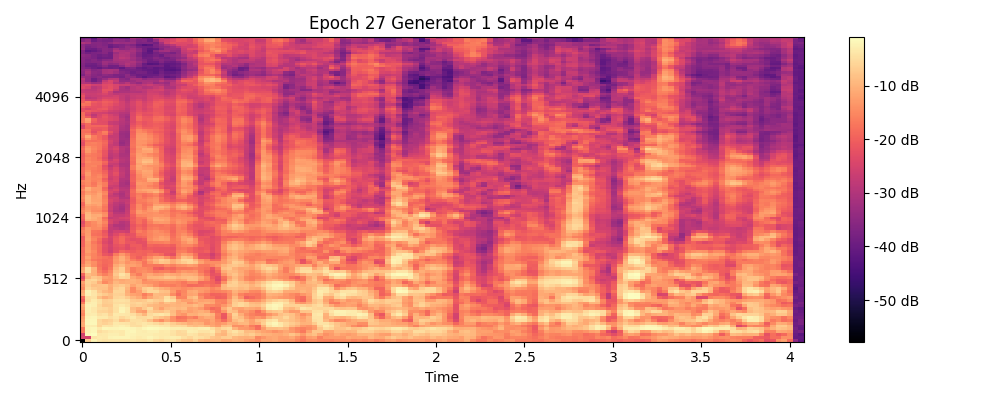 Epoch 27 Generator 1 Sample 4
Hz
4096
2048
1024
512
0
0 0.5 1 1.5 2 2.5 3 3.5 4
Time
-10 dB
-20 dB
-30 dB
-40 dB
-50 dB